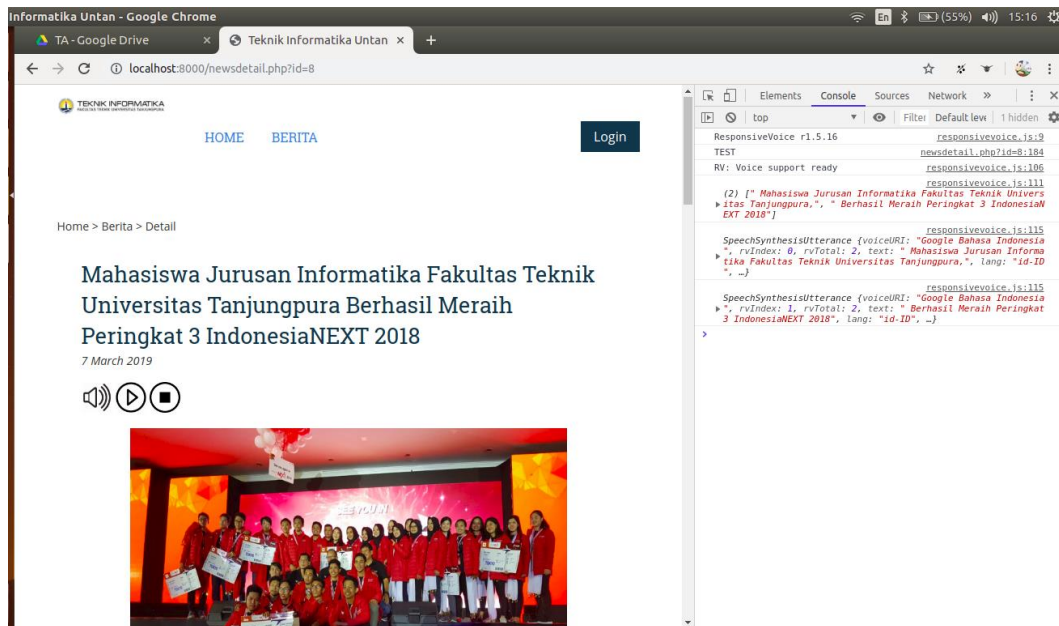 Informatika Untan - Google Chrome
En (55%) 15:16
TA - Google Drive × Teknik Informatika Untan × +
localhost:8000/newsdetail.php?id=8
TEKNIK INFORMATIKA
HOME BERITA Login
Home > Berita > Detail
Mahasiswa Jurusan Informatika Fakultas Teknik
Universitas Tanjungpura Berhasil Meraih
Peringkat 3 IndonesiaNEXT 2018
7 March 2019
Elements Console Sources Network »
top Filter Default leve 1 hidden
ResponsiveVoice r1.5.16 responsivevoice.js:9
TEST newsdetail.php?id=8:184
RV: Voice support ready responsivevoice.js:106
responsivevoice.js:111
(2) [" Mahasiswa Jurusan Informatika Fakultas Teknik Univers
itas Tanjungpura,", " Berhasil Meraih Peringkat 3 IndonesiaN
EXT 2018"]
responsivevoice.js:115
SpeechSynthesisUtterance {voiceURI: "Google Bahasa Indonesia
", rvIndex: 0, rvTotal: 2, text: " Mahasiswa Jurusan Informa
tika Fakultas Teknik Universitas Tanjungpura,", lang: "id-ID
", …}
responsivevoice.js:115
SpeechSynthesisUtterance {voiceURI: "Google Bahasa Indonesia
", rvIndex: 1, rvTotal: 2, text: " Berhasil Meraih Peringkat
3 IndonesiaNEXT 2018", lang: "id-ID", …}